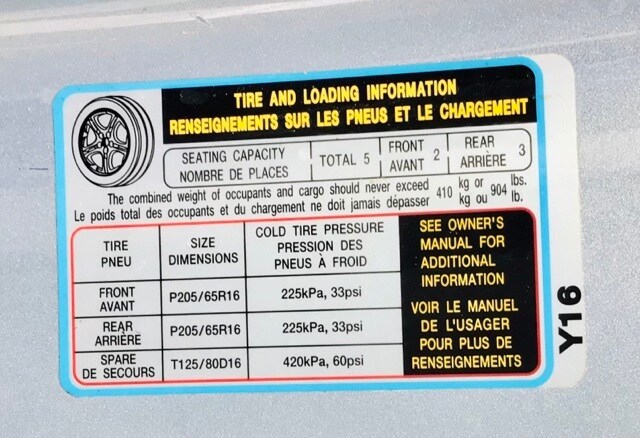 TIRE AND LOADING INFORMATION
RENSEIGNEMENTS SUR LES PNEUS ET LE CHARGEMENT
SEATING CAPACITY
NOMBRE DE PLACES
TOTAL 5
FRONT
AVANT 2
REAR
ARRIÈRE 3
The combined weight of occupants and cargo should never exceed 410 kg or 904 lbs.
Le poids total des occupants et du chargement ne doit jamais dépasser kg ou lb.
TIRE
PNEU
SIZE
DIMENSIONS
COLD TIRE PRESSURE
PRESSION DES
PNEUS À FROID
FRONT
AVANT
P205/65R16
225kPa, 33psi
REAR
ARRIÈRE
P205/65R16
225kPa, 33psi
SPARE
DE SECOURS
T125/80D16
420kPa, 60psi
SEE OWNER'S
MANUAL FOR
ADDITIONAL
INFORMATION
VOIR LE MANUEL
DE L'USAGER
POUR PLUS DE
RENSEIGNEMENTS
Y16